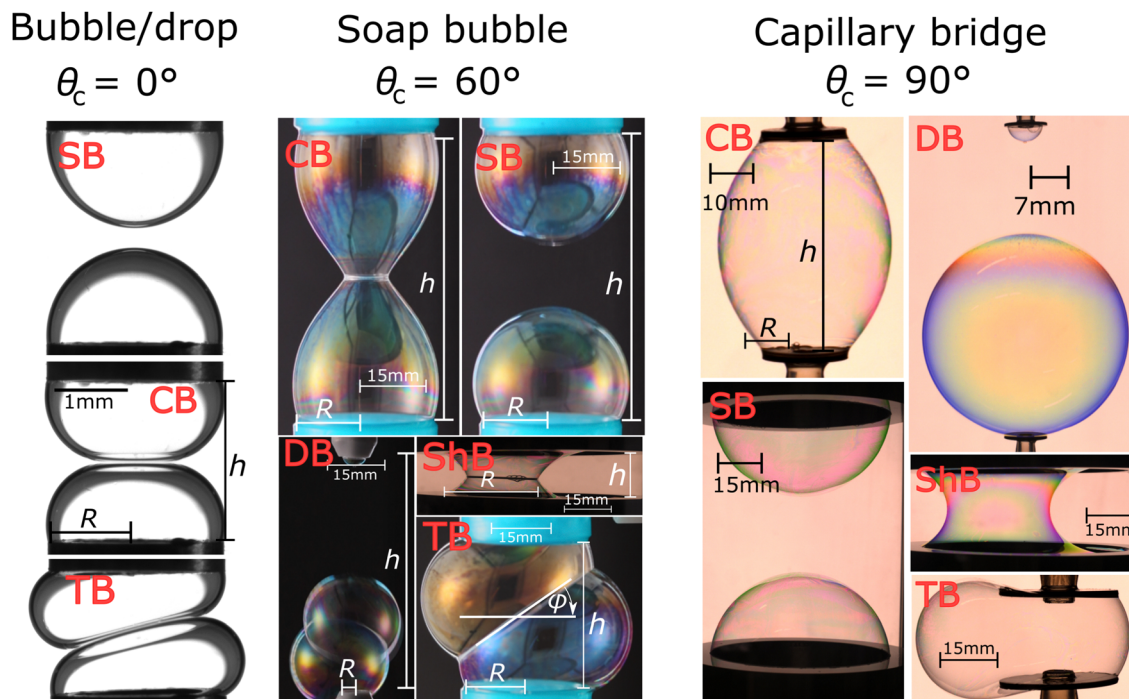 Bubble/drop
θc = 0°
SB
1mm
CB
h
R
TB
Soap bubble
θc = 60°
CB
h
15mm
R
SB
15mm
h
R
DB
15mm
h
R
ShB
R
h
15mm
TB
15mm
φ
h
R
Capillary bridge
θc = 90°
CB
10mm
h
R
DB
7mm
SB
15mm
ShB
15mm
TB
15mm